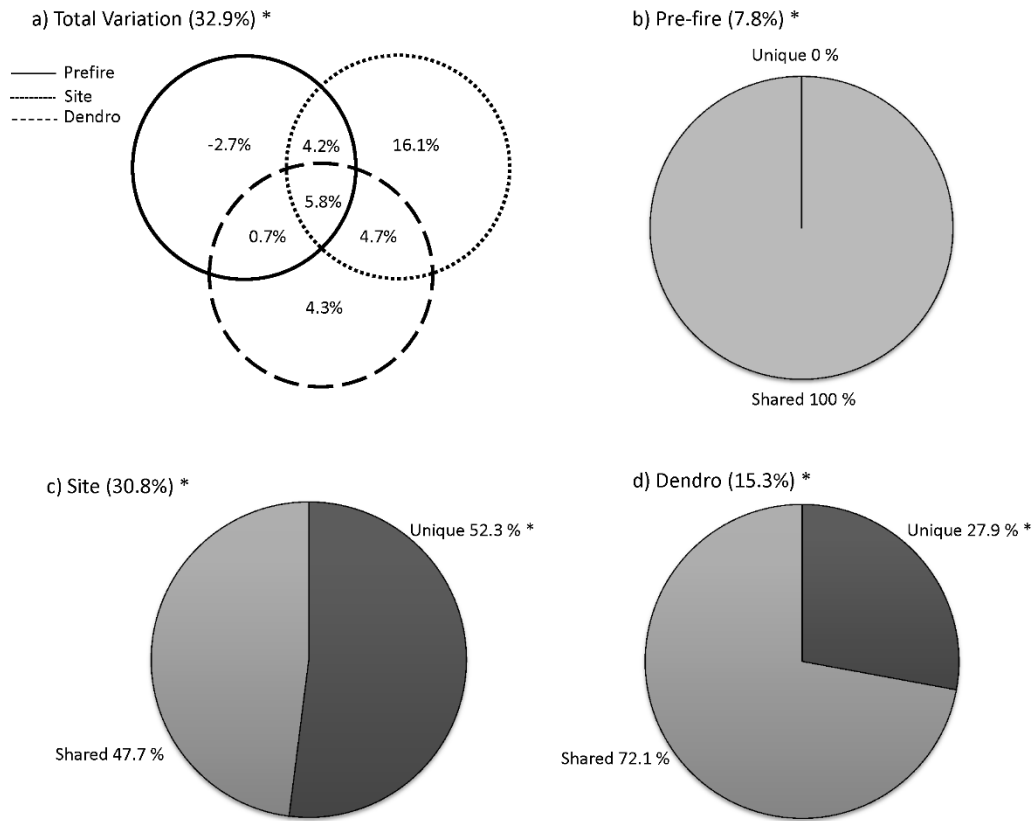 a) Total Variation (32.9%) *
Prefire
Site
Dendro
-2.7%
4.2%
16.1%
5.8%
0.7%
4.7%
4.3%
b) Pre-fire (7.8%) *
Unique 0 %
Shared 100 %
c) Site (30.8%) *
Unique 52.3 % *
Shared 47.7 %
d) Dendro (15.3%) *
Unique 27.9 % *
Shared 72.1 %